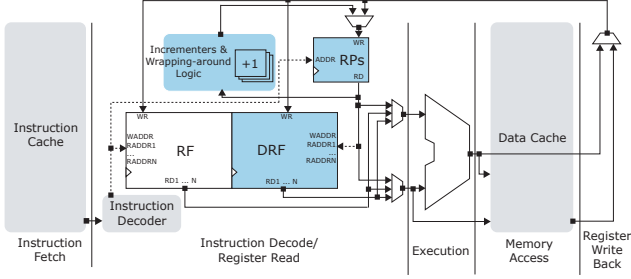 Incrementers &
Wrapping-around
Logic
+1
WR
ADDR
RPs
RD
Instruction
Cache
WR
WADDR
RADDR1
...
RADDRN
RF
RD1 ... N
WR
DRF
WADDR
RADDR1
...
RADDRN
RD1 ... N
Data Cache
Instruction
Decoder
Instruction
Fetch
Instruction Decode/
Register Read
Execution
Memory
Access
Register
Write
Back